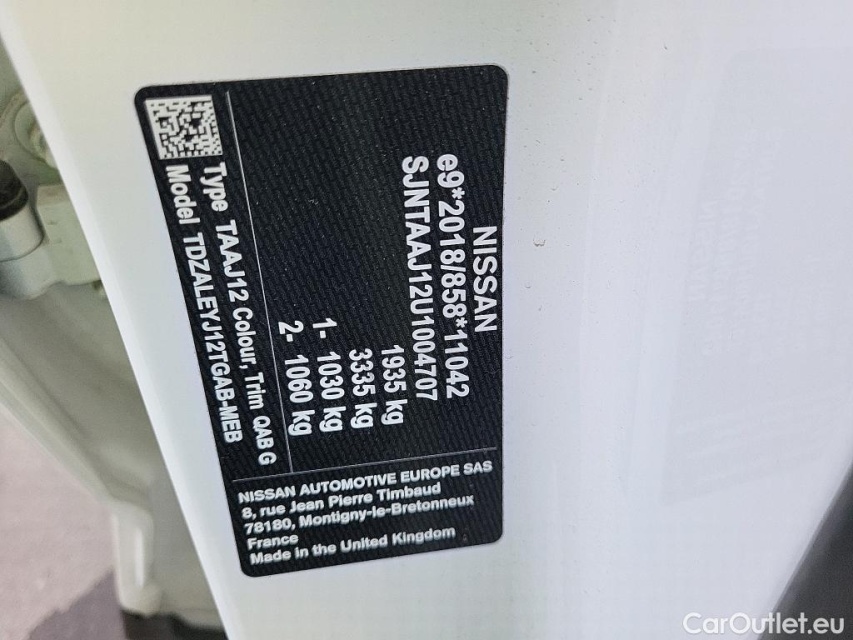 NISSAN
e9*2018/858*11042
SJNTAAJ12U1004707
1935 kg
3335 kg
1- 1030 kg
2- 1060 kg
Type TAAJ12 Colour, Trim QAB G
Model TDZALEYJ12TGAB-MEB
NISSAN AUTOMOTIVE EUROPE SAS
8, rue Jean Pierre Timbaud
78180, Montigny-le-Bretonneux
France
Made in the United Kingdom
CarOutlet.eu